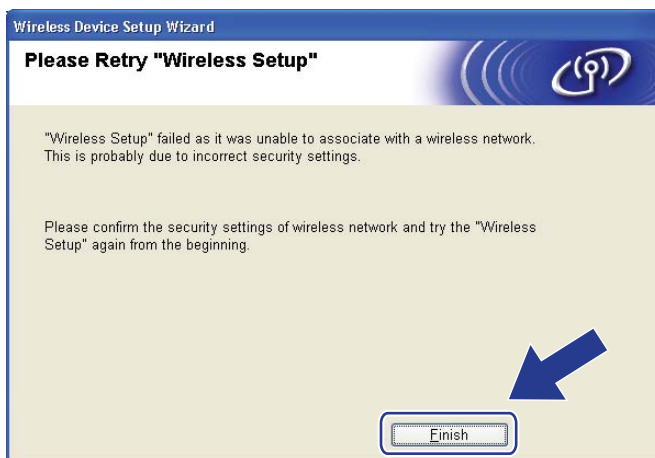 Wireless Device Setup Wizard
Please Retry "Wireless Setup"
"Wireless Setup" failed as it was unable to associate with a wireless network.
This is probably due to incorrect security settings.
Please confirm the security settings of wireless network and try the "Wireless
Setup" again from the beginning.
Finish